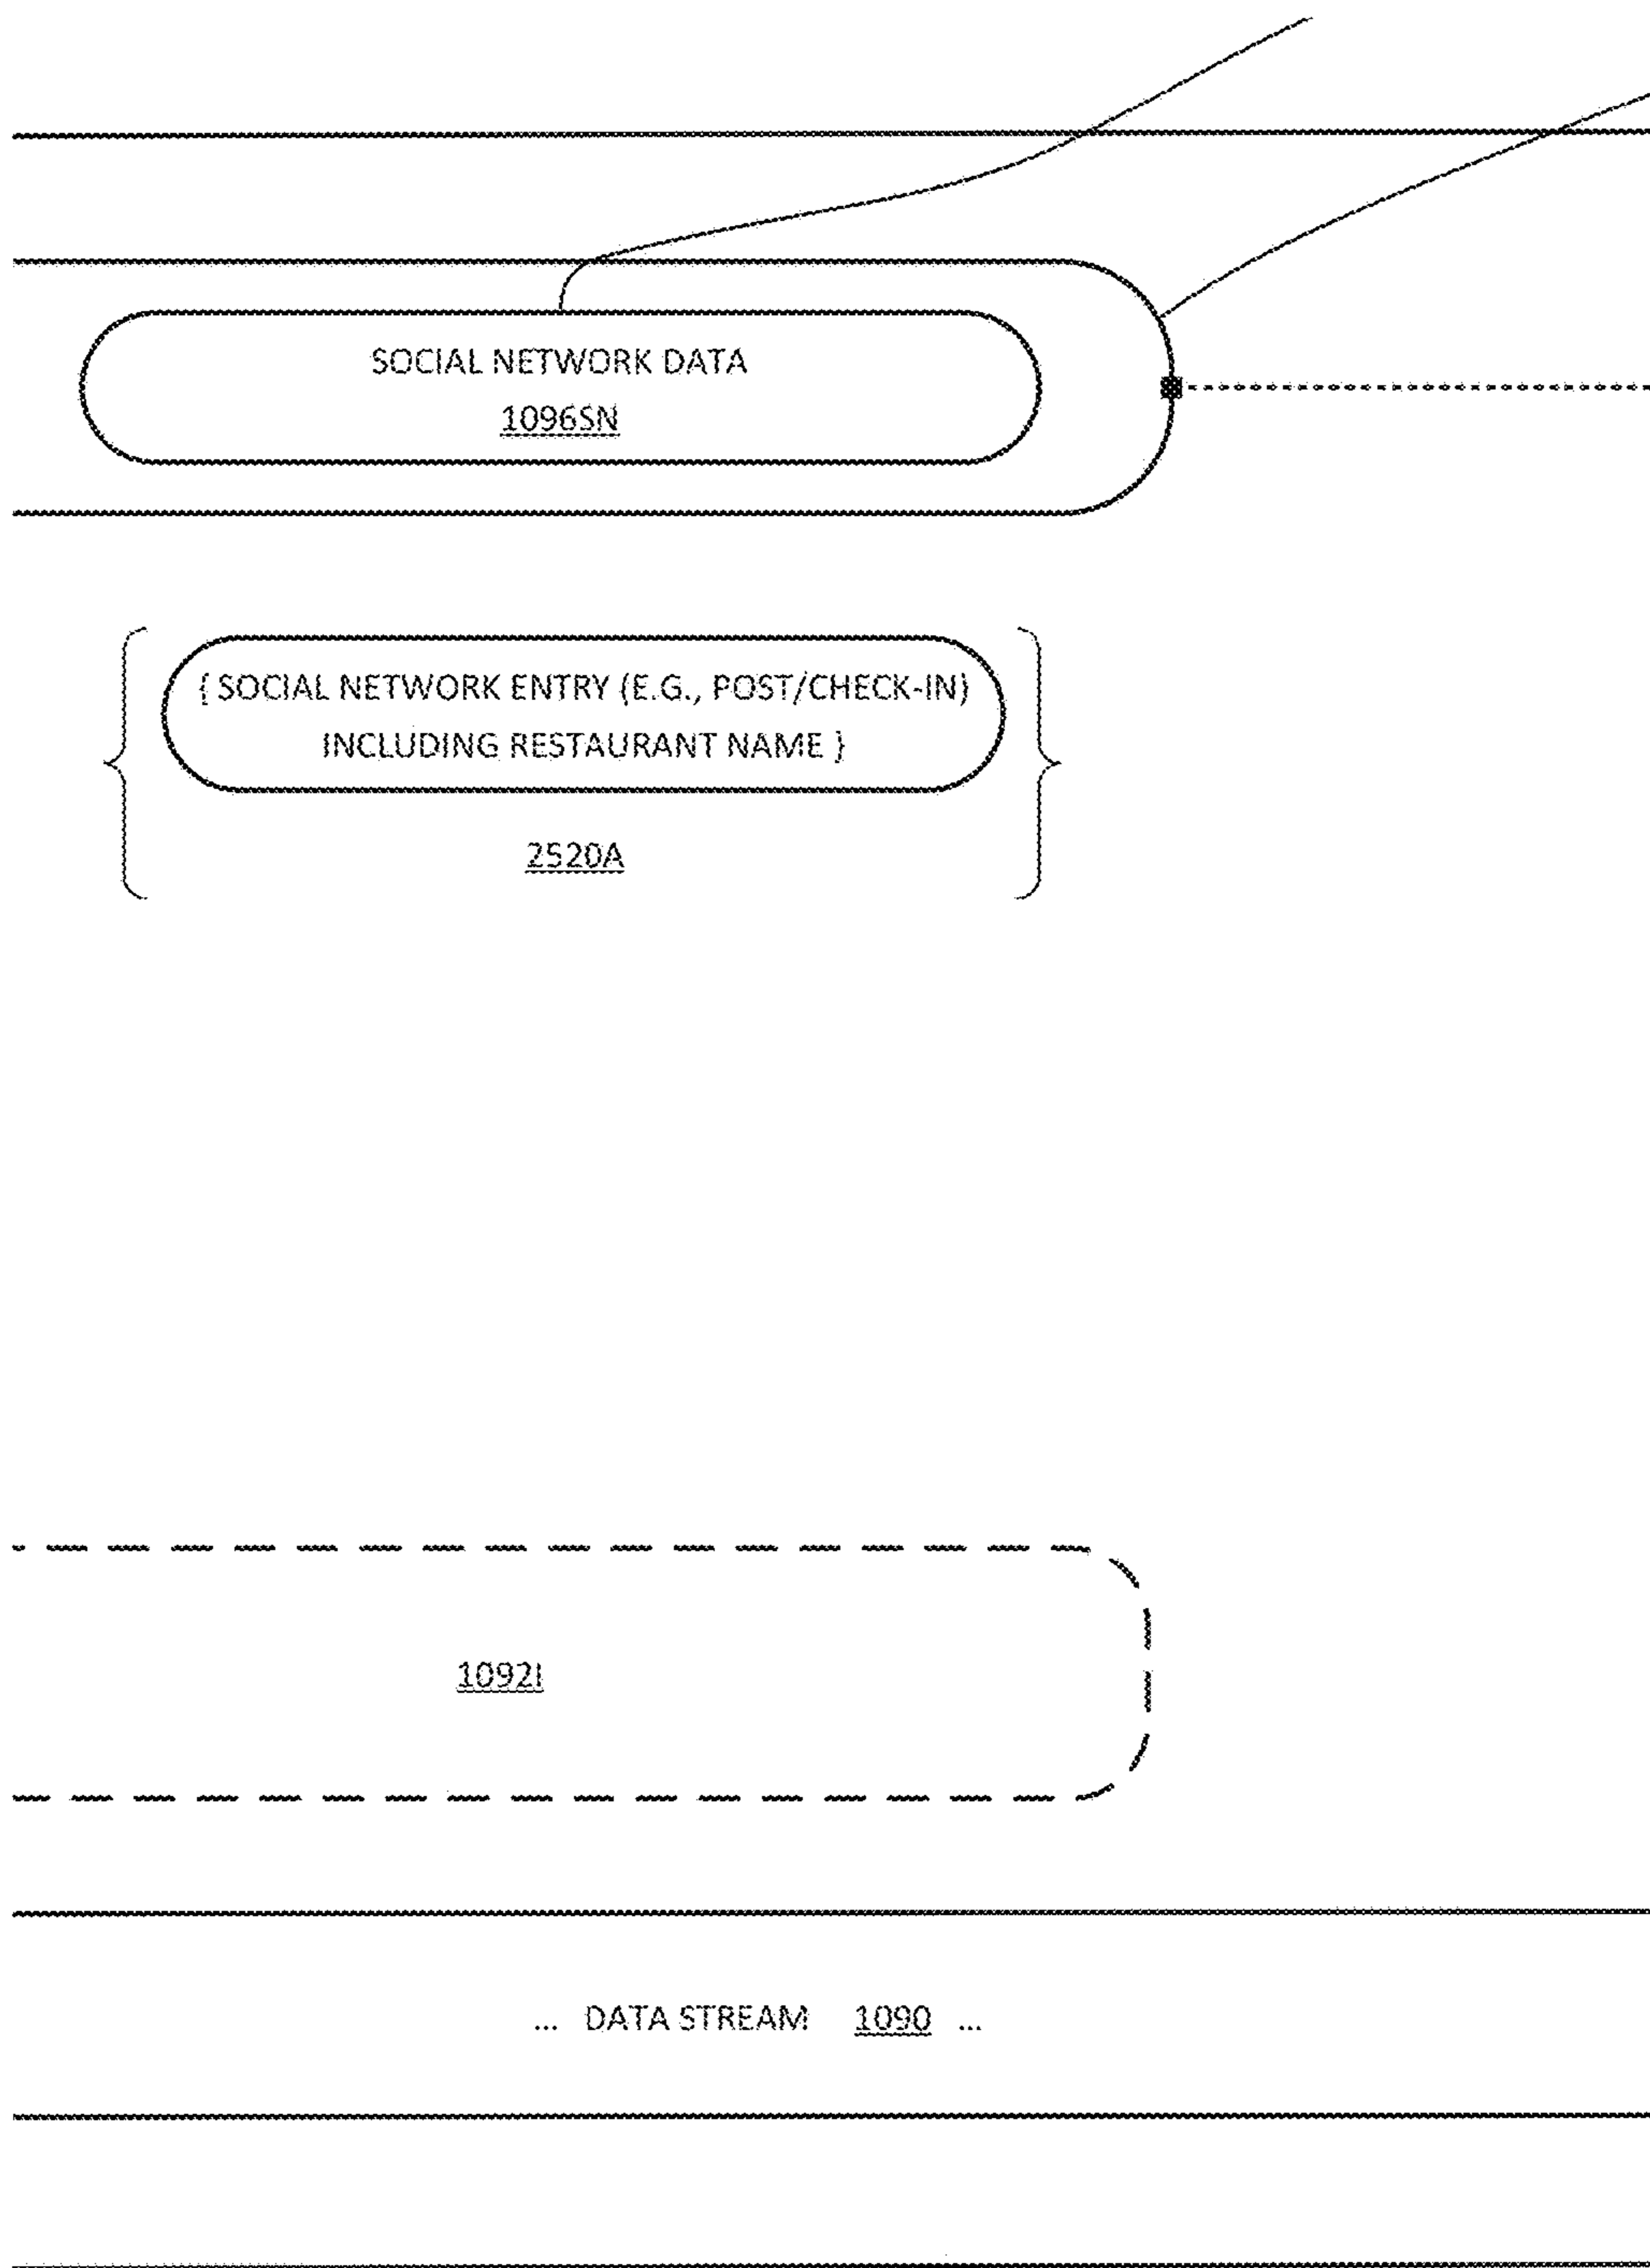 SOCIAL NETWORK DATA
1096SN
{ SOCIAL NETWORK ENTRY (E.G., POST/CHECK-IN)
INCLUDING RESTAURANT NAME }
2520A
1092I
... DATA STREAM 1090 ...